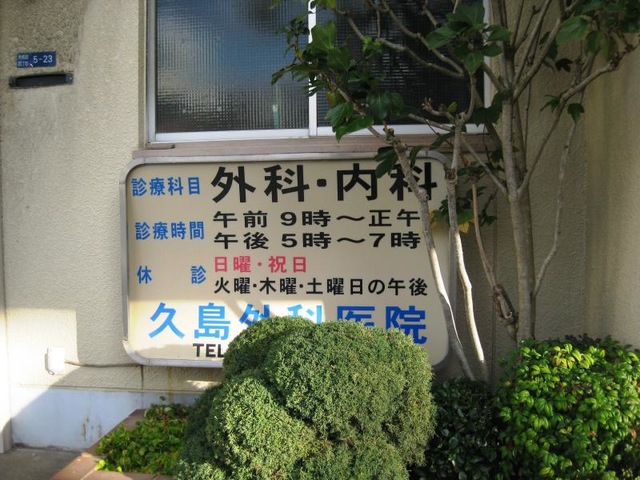 5-23
診療科目 外科・内科
診療時間 午前9時～正午
午後5時～7時
休診 日曜・祝日
火曜・木曜・土曜日の午後
久島外科医院
TEL